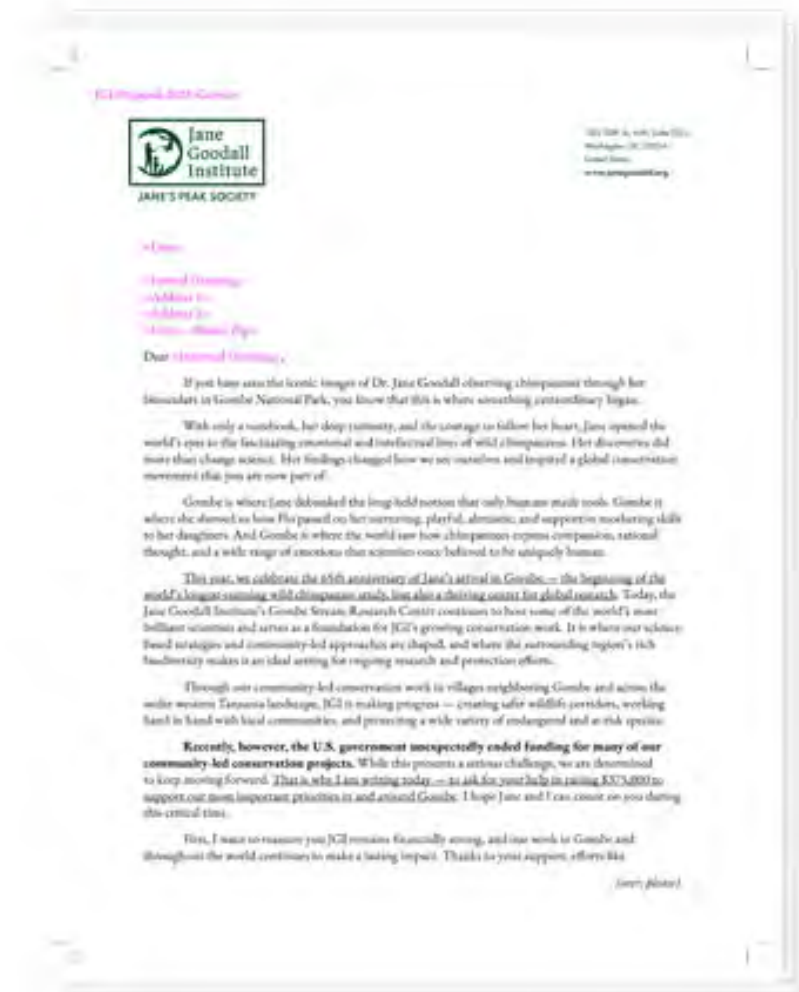 Jane
Goodall
Institute
JANE'S PEAK SOCIETY
Washington, DC
United States
www.janegoodall.org
Dear
If you have seen the iconic images of Dr. Jane Goodall observing chimpanzees through her
binoculars in Gombe National Park, you know that this is where something extraordinary began.
With only a notebook, her deep curiosity, and the courage to follow her heart, Jane opened the
world's eyes to the fascinating emotional and intellectual lives of wild chimpanzees. Her discoveries did
more than change science. Her findings changed how we see ourselves and inspired a global conservation
movement that you are now part of.
Gombe is where Jane debunked the long-held notion that only humans made tools. Gombe is
where she showed us how Flo passed on her nurturing, playful, altruistic, and supportive mothering skills
to her daughters. And Gombe is where the world saw how chimpanzees express compassion, rational
thought, and a wide range of emotions that scientists once believed to be uniquely human.
This year, we celebrate the 65th anniversary of Jane's arrival in Gombe — the beginning of the
world's longest-running wild chimpanzee study, but also a thriving center for global research. Today, the
Jane Goodall Institute's Gombe Stream Research Center continues to host some of the world's most
brilliant scientists and serves as a foundation for JGI's growing conservation work. It is where our science-
based strategies and community-led approaches are shaped, and where the surrounding region's rich
biodiversity makes it an ideal setting for ongoing research and protection efforts.
Through our community-led conservation work in villages neighboring Gombe and across the
wider western Tanzania landscape, JGI is making progress — creating safer wildlife corridors, working
hand in hand with local communities, and protecting a wide variety of endangered and at-risk species.
Recently, however, the U.S. government unexpectedly ended funding for many of our
community-led conservation projects. While this presents a serious challenge, we are determined
to keep moving forward. That is why I am writing today — to ask for your help in raising $375,000 to
support our most important priorities in and around Gombe. I hope Jane and I can count on you during
this critical time.
First, I want to reassure you JGI remains financially strong, and our work in Gombe and
throughout the world continues to make a lasting impact. Thanks to your support, efforts like
(over, please)